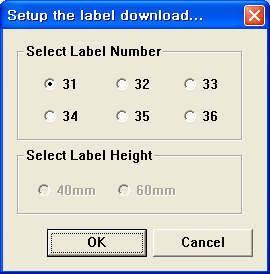 Setup the label download...
Select Label Number
31 32 33
34 35 36
Select Label Height
40mm 60mm
OK Cancel